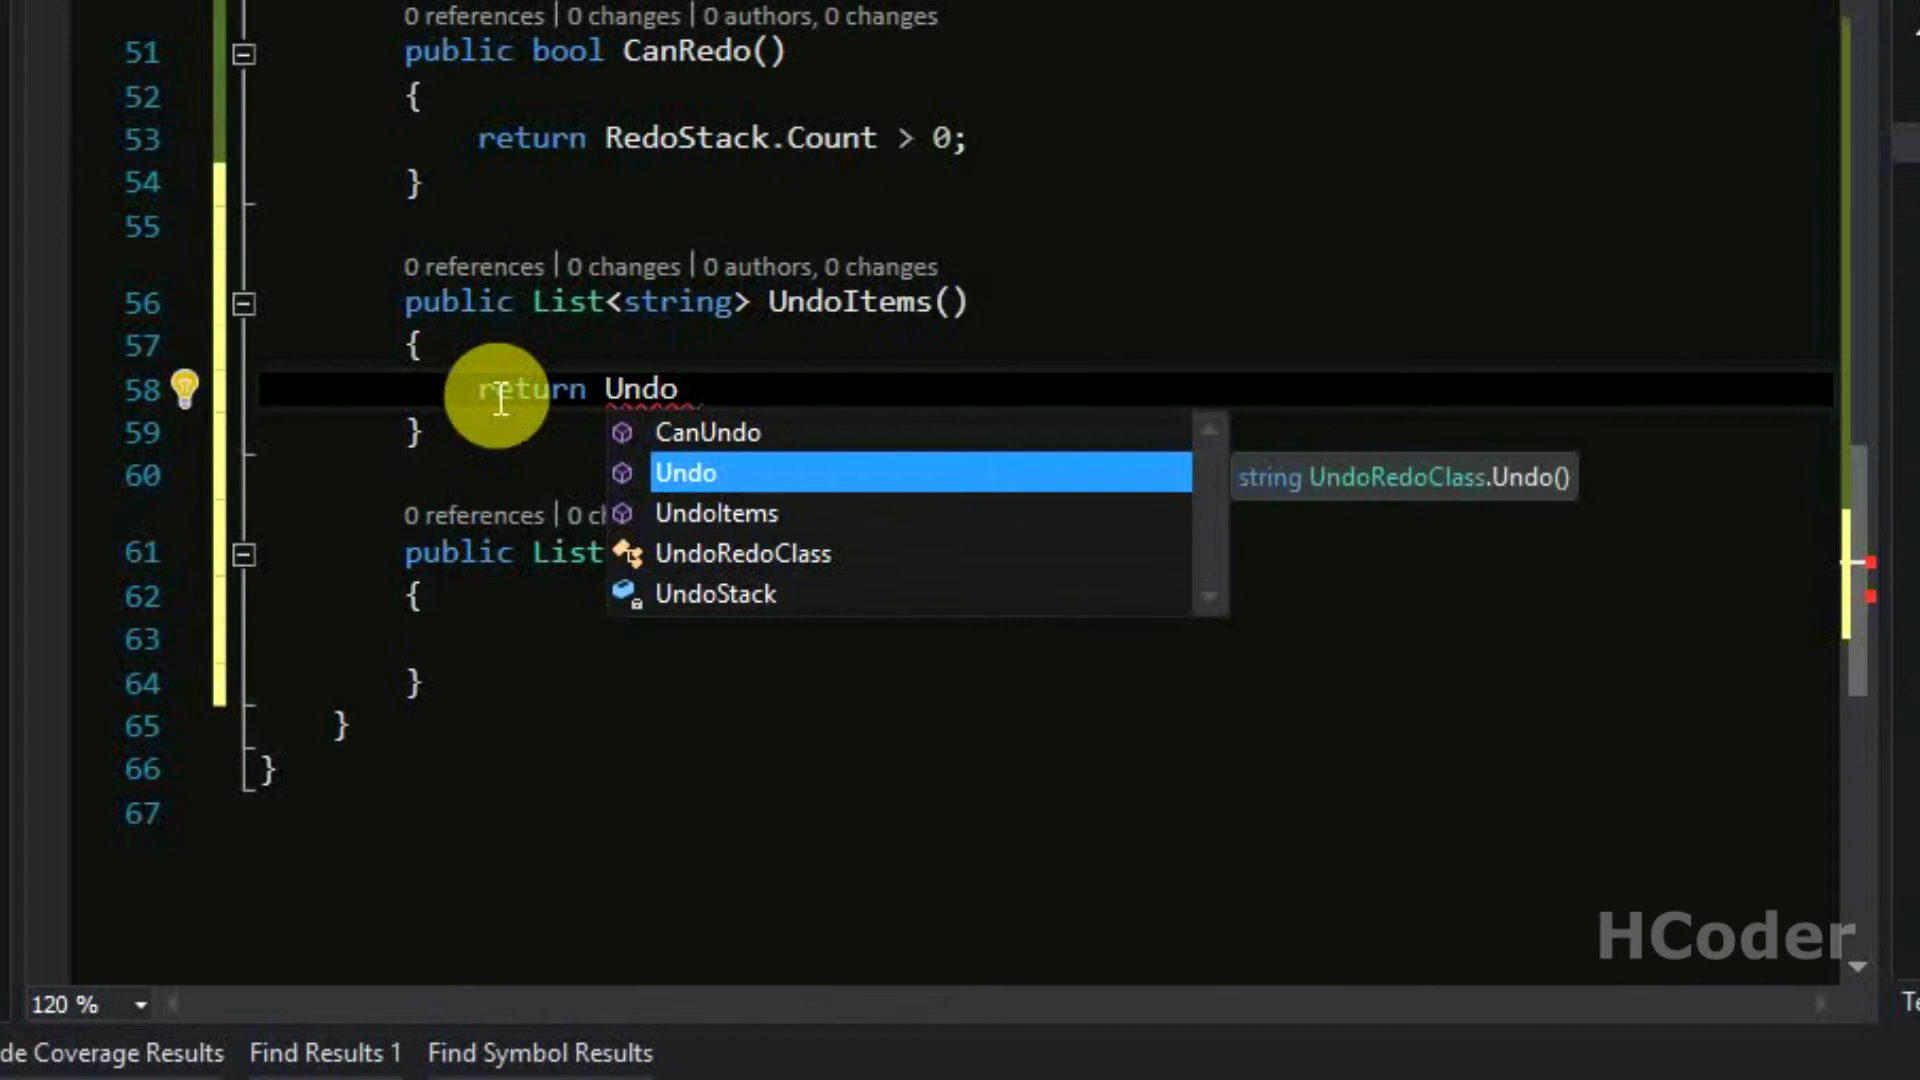 0 references | 0 changes | 0 authors, 0 changes
51 public bool CanRedo()
52 {
53 return RedoStack.Count > 0;
54 }
55
0 references | 0 changes | 0 authors, 0 changes
56 public List<string> UndoItems()
57 {
58 return Undo
CanUndo
59 }
Undo
string UndoRedoClass.Undo()
60
UndoItems
0 references | 0 ch
61 public List
UndoRedoClass
62 {
UndoStack
63
64 }
65 }
66 }
67
HCoder
120 %
Te
de Coverage Results Find Results 1 Find Symbol Results